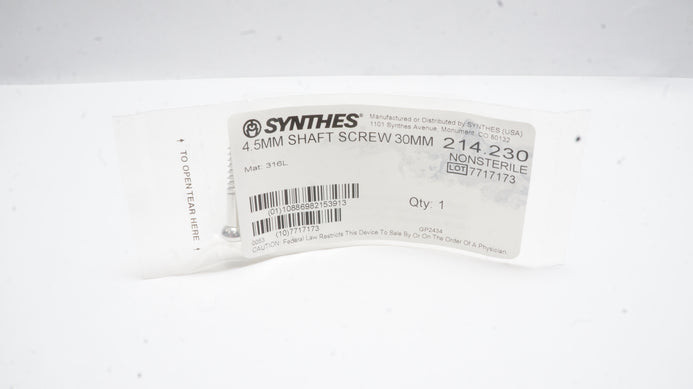 SYNTHES®
Manufactured or Distributed by SYNTHES (USA)
1101 Synthes Avenue, Monument, CO 80132
4.5MM SHAFT SCREW 30MM 214.230
NONSTERILE
Mat: 316L
LOT 7717173
(01)10886982153913
Qty: 1
(10)7717173
0083
GP2434
CAUTION: Federal Law Restricts This Device To Sale By Or On The Order Of A Physician.
↑ TO OPEN TEAR HERE ↑